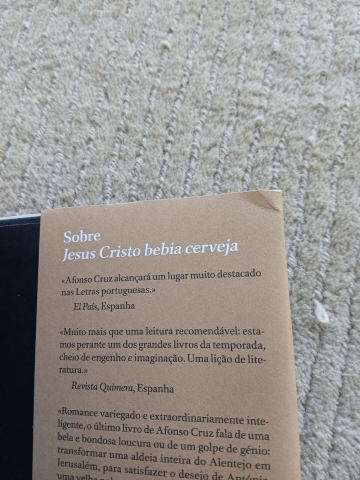 Sobre
Jesus Cristo bebia cerveja
«Afonso Cruz alcançará um lugar muito destacado
nas Letras portuguesas.»
El País, Espanha
«Muito mais que uma leitura recomendável: esta-
mos perante um dos grandes livros da temporada,
cheio de engenho e imaginação. Uma lição de lite-
ratura.»
Revista Quimera, Espanha
«Romance variegado e extraordinariamente inte-
ligente, o último livro de Afonso Cruz fala de uma
bela e bondosa loucura ou de um golpe de génio:
transformar uma aldeia inteira do Alentejo em
Jerusalém, para satisfazer o desejo de Antónia
uma velha